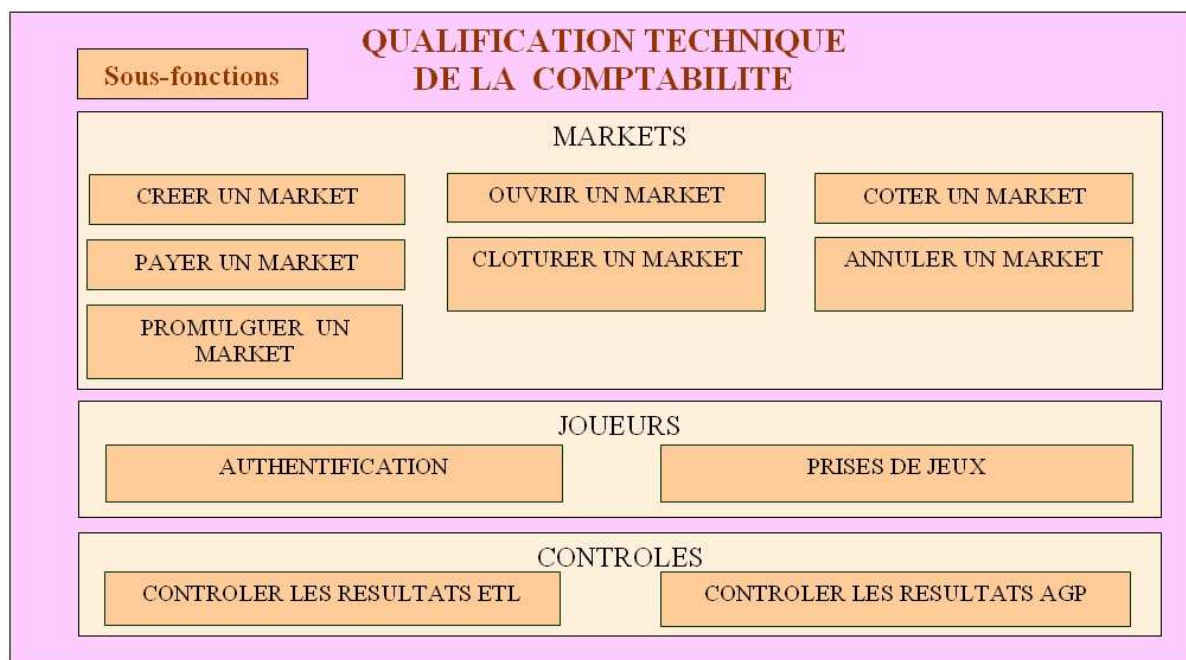 QUALIFICATION TECHNIQUE
DE LA COMPTABILITE
Sous-fonctions
MARKETS
CREER UN MARKET
OUVRIR UN MARKET
COTER UN MARKET
PAYER UN MARKET
CLOTURER UN MARKET
ANNULER UN MARKET
PROMULGUER UN
MARKET
JOUEURS
AUTHENTIFICATION
PRISES DE JEUX
CONTROLES
CONTROLER LES RESULTATS ETL
CONTROLER LES RESULTATS AGP